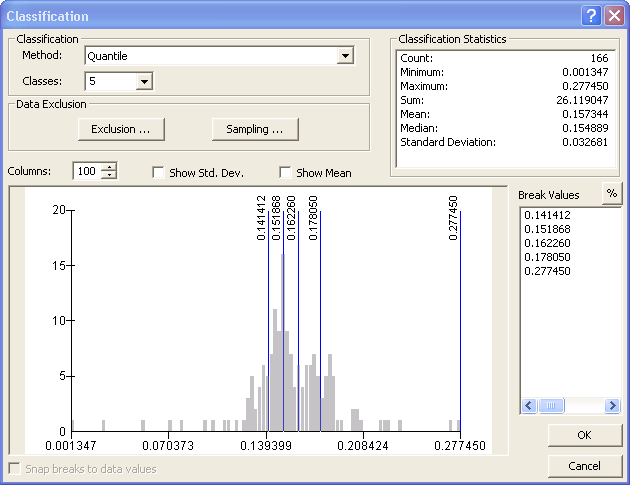 Classification
Classification
Method: Quantile
Classes: 5
Data Exclusion
Exclusion ...
Sampling ...
Classification Statistics
Count: 166
Minimum: 0.001347
Maximum: 0.277450
Sum: 26.119047
Mean: 0.157344
Median: 0.154889
Standard Deviation: 0.032681
Columns: 100
Show Std. Dev.
Show Mean
Break Values
%
0.141412
0.151868
0.162260
0.178050
0.277450
0.141412
0.151868
0.162260
0.178050
0.277450
20
15
10
5
0
0.001347 0.070373 0.139399 0.208424 0.277450
Snap breaks to data values
OK
Cancel